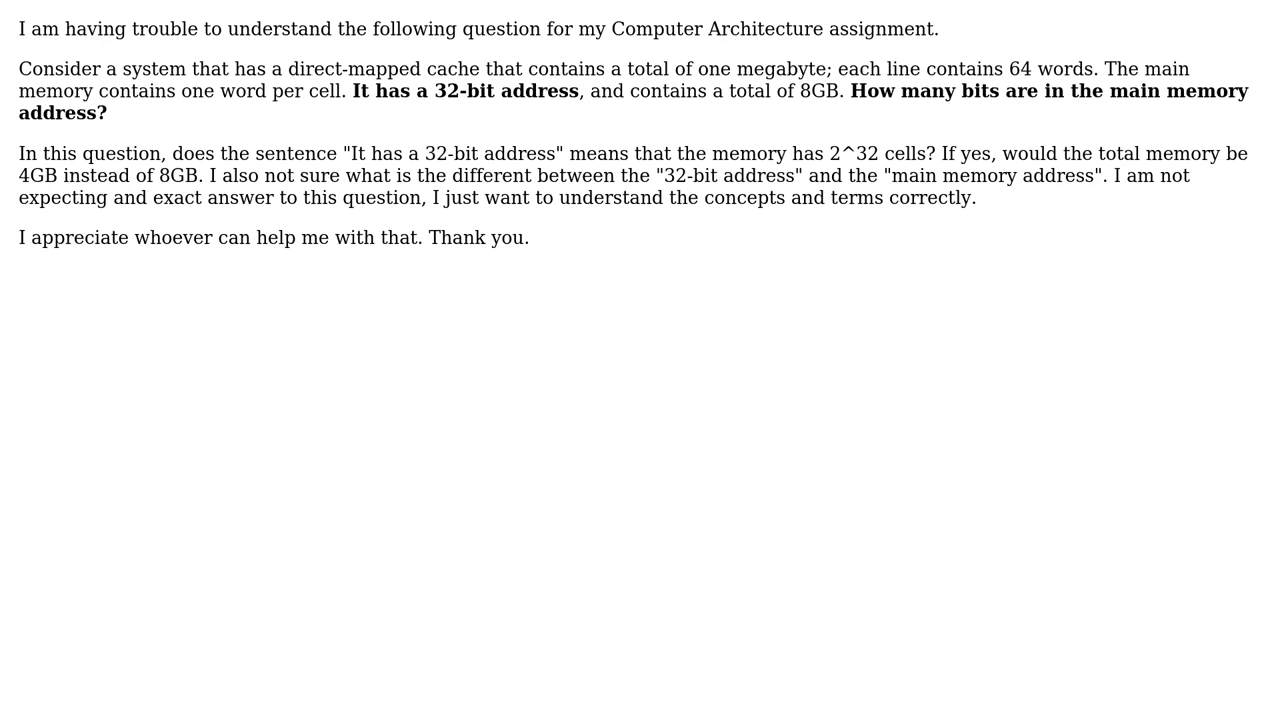 I am having trouble to understand the following question for my Computer Architecture assignment.
Consider a system that has a direct-mapped cache that contains a total of one megabyte; each line contains 64 words. The main
memory contains one word per cell. It has a 32-bit address, and contains a total of 8GB. How many bits are in the main memory
address?
In this question, does the sentence "It has a 32-bit address" means that the memory has 2^32 cells? If yes, would the total memory be
4GB instead of 8GB. I also not sure what is the different between the "32-bit address" and the "main memory address". I am not
expecting and exact answer to this question, I just want to understand the concepts and terms correctly.
I appreciate whoever can help me with that. Thank you.